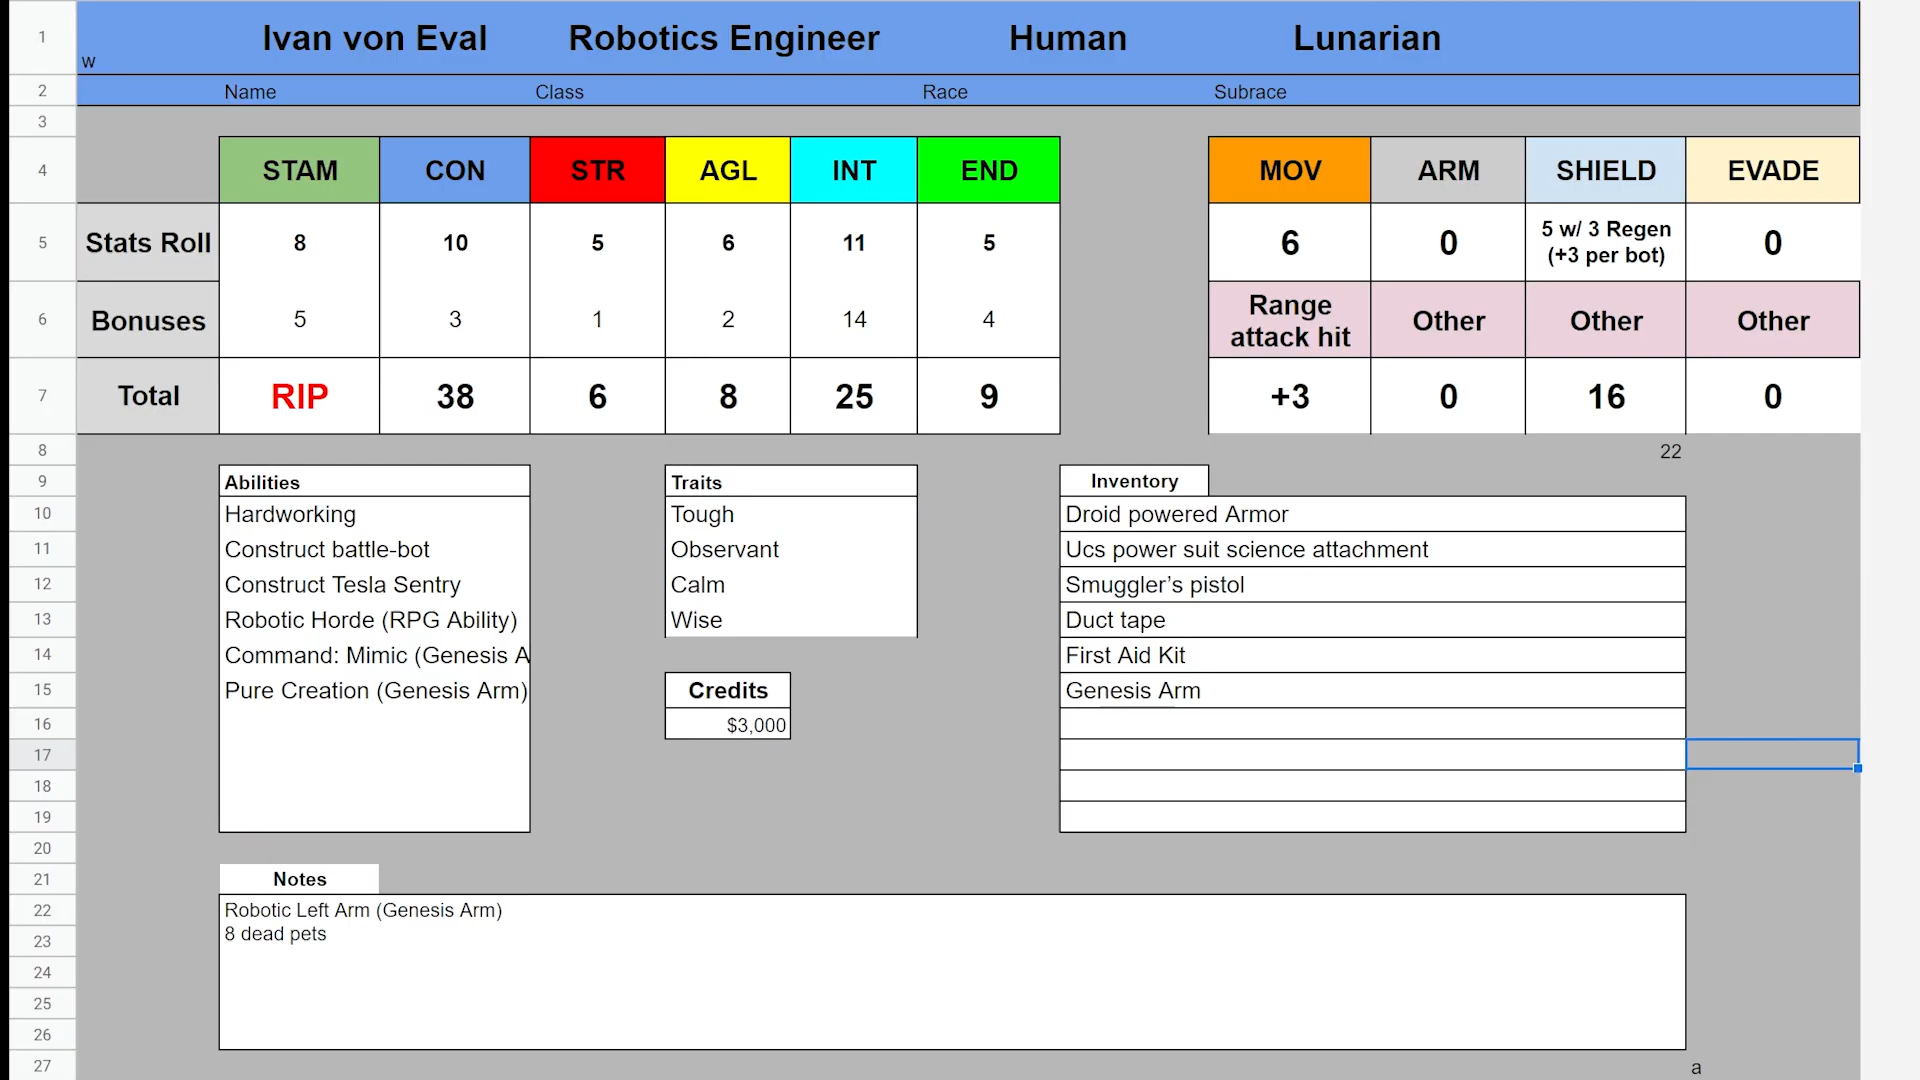 1
w
Ivan von Eval Robotics Engineer Human Lunarian
2 Name Class Race Subrace
3
4 STAM CON STR AGL INT END MOV ARM SHIELD EVADE
5 Stats Roll 8 10 5 6 11 5 6 0 5 w/ 3 Regen (+3 per bot) 0
6 Bonuses 5 3 1 2 14 4 Range attack hit Other Other Other
7 Total RIP 38 6 8 25 9 +3 0 16 0
8 22
9 Abilities Traits Inventory
10 Hardworking Tough Droid powered Armor
11 Construct battle-bot Observant Ucs power suit science attachment
12 Construct Tesla Sentry Calm Smuggler’s pistol
13 Robotic Horde (RPG Ability) Wise Duct tape
14 Command: Mimic (Genesis A First Aid Kit
15 Pure Creation (Genesis Arm) Credits Genesis Arm
16 $3,000
17
18
19
20
21 Notes
22 Robotic Left Arm (Genesis Arm)
23 8 dead pets
24
25
26
27 a